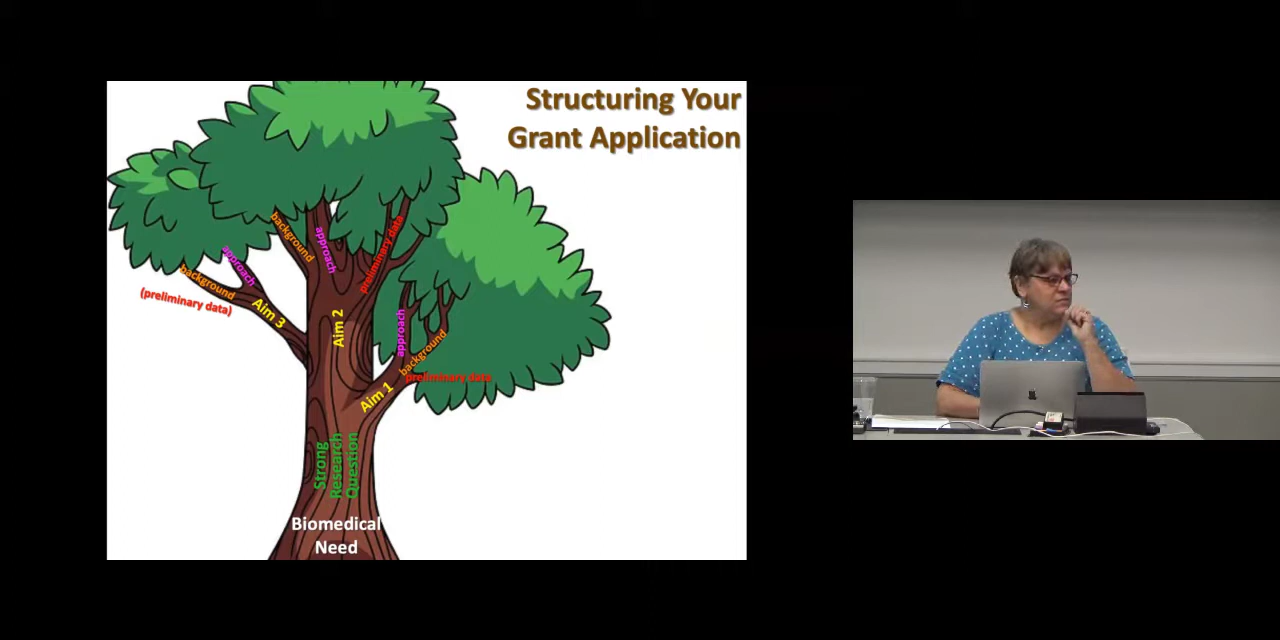 Structuring Your
Grant Application
background
approach
preliminary data
approach
background
(preliminary data)
Aim 3
Aim 2
approach
background
preliminary data
Aim 1
Strong
Research
Question
Biomedical
Need